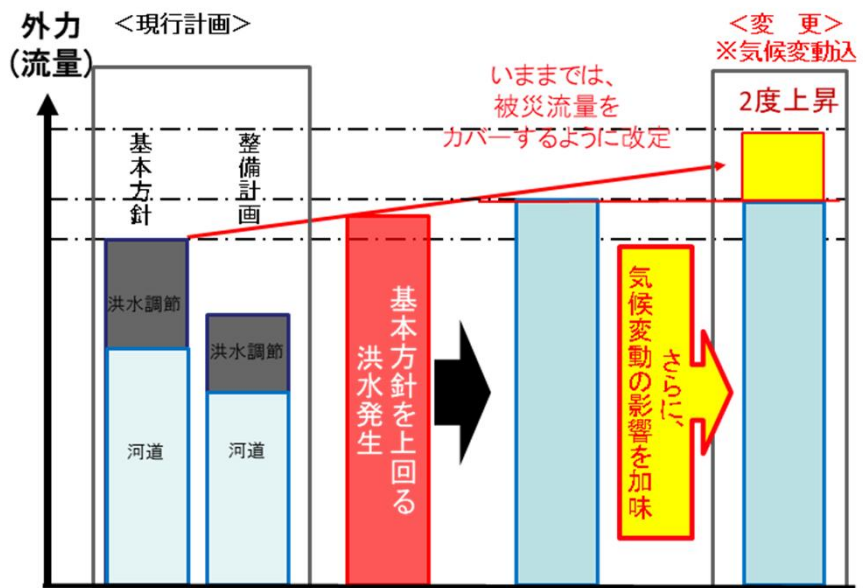 外力
(流量)
＜現行計画＞
基本方針
整備計画
洪水調節
河道
洪水調節
河道
基本方針を上回る
洪水発生
いままでは、
被災流量を
カバーするように改定
さらに、
気候変動の影響を加味
＜変　更＞
※気候変動込
2度上昇